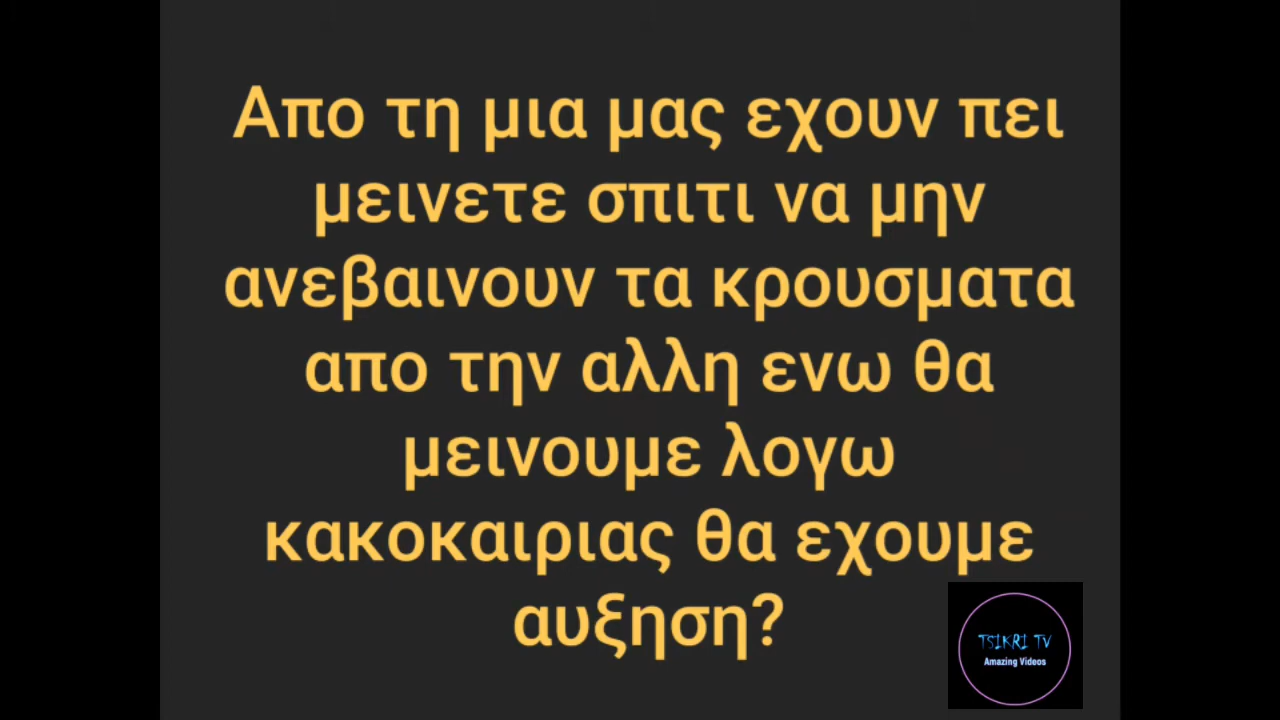 Απο τη μια μας εχουν πει
μεινετε σπιτι να μην
ανεβαινουν τα κρουσματα
απο την αλλη ενω θα
μεινουμε λογω
κακοκαιριας θα εχουμε
αυξηση?
TSIKRI TV
Amazing Videos